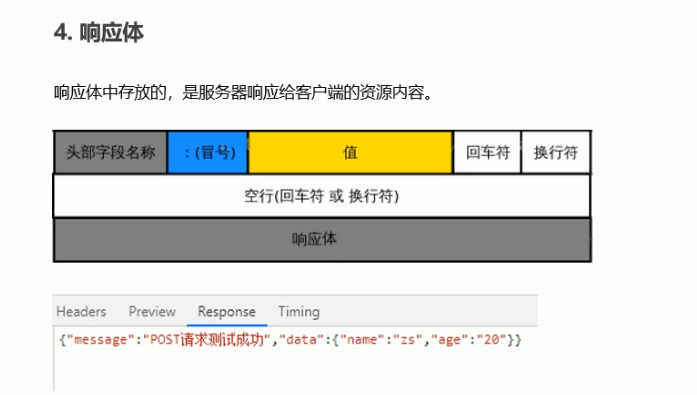 4. 响应体
响应体中存放的，是服务器响应给客户端的资源内容。
头部字段名称 ：(冒号) 值 回车符 换行符
空行(回车符 或 换行符)
响应体
Headers Preview Response Timing
{"message":"POST请求测试成功","data":{"name":"zs","age":"20"}}